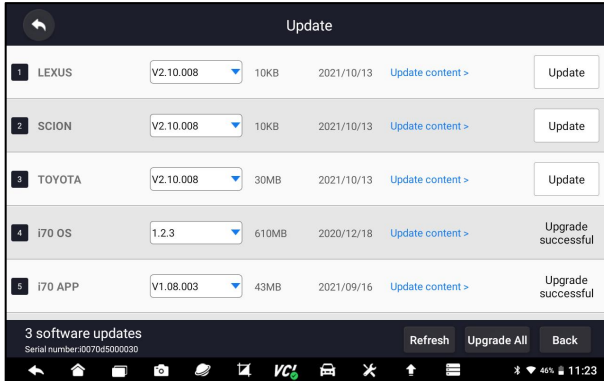 Update
1 LEXUS V2.10.008 10KB 2021/10/13 Update content > Update
2 SCION V2.10.008 10KB 2021/10/13 Update content > Update
3 TOYOTA V2.10.008 30MB 2021/10/13 Update content > Update
4 i70 OS 1.2.3 610MB 2020/12/18 Update content > Upgrade
successful
5 i70 APP V1.08.003 43MB 2021/09/16 Update content > Upgrade
successful
3 software updates
Serial number:i0070d5000030
Refresh Upgrade All Back
VC! 46% 11:23